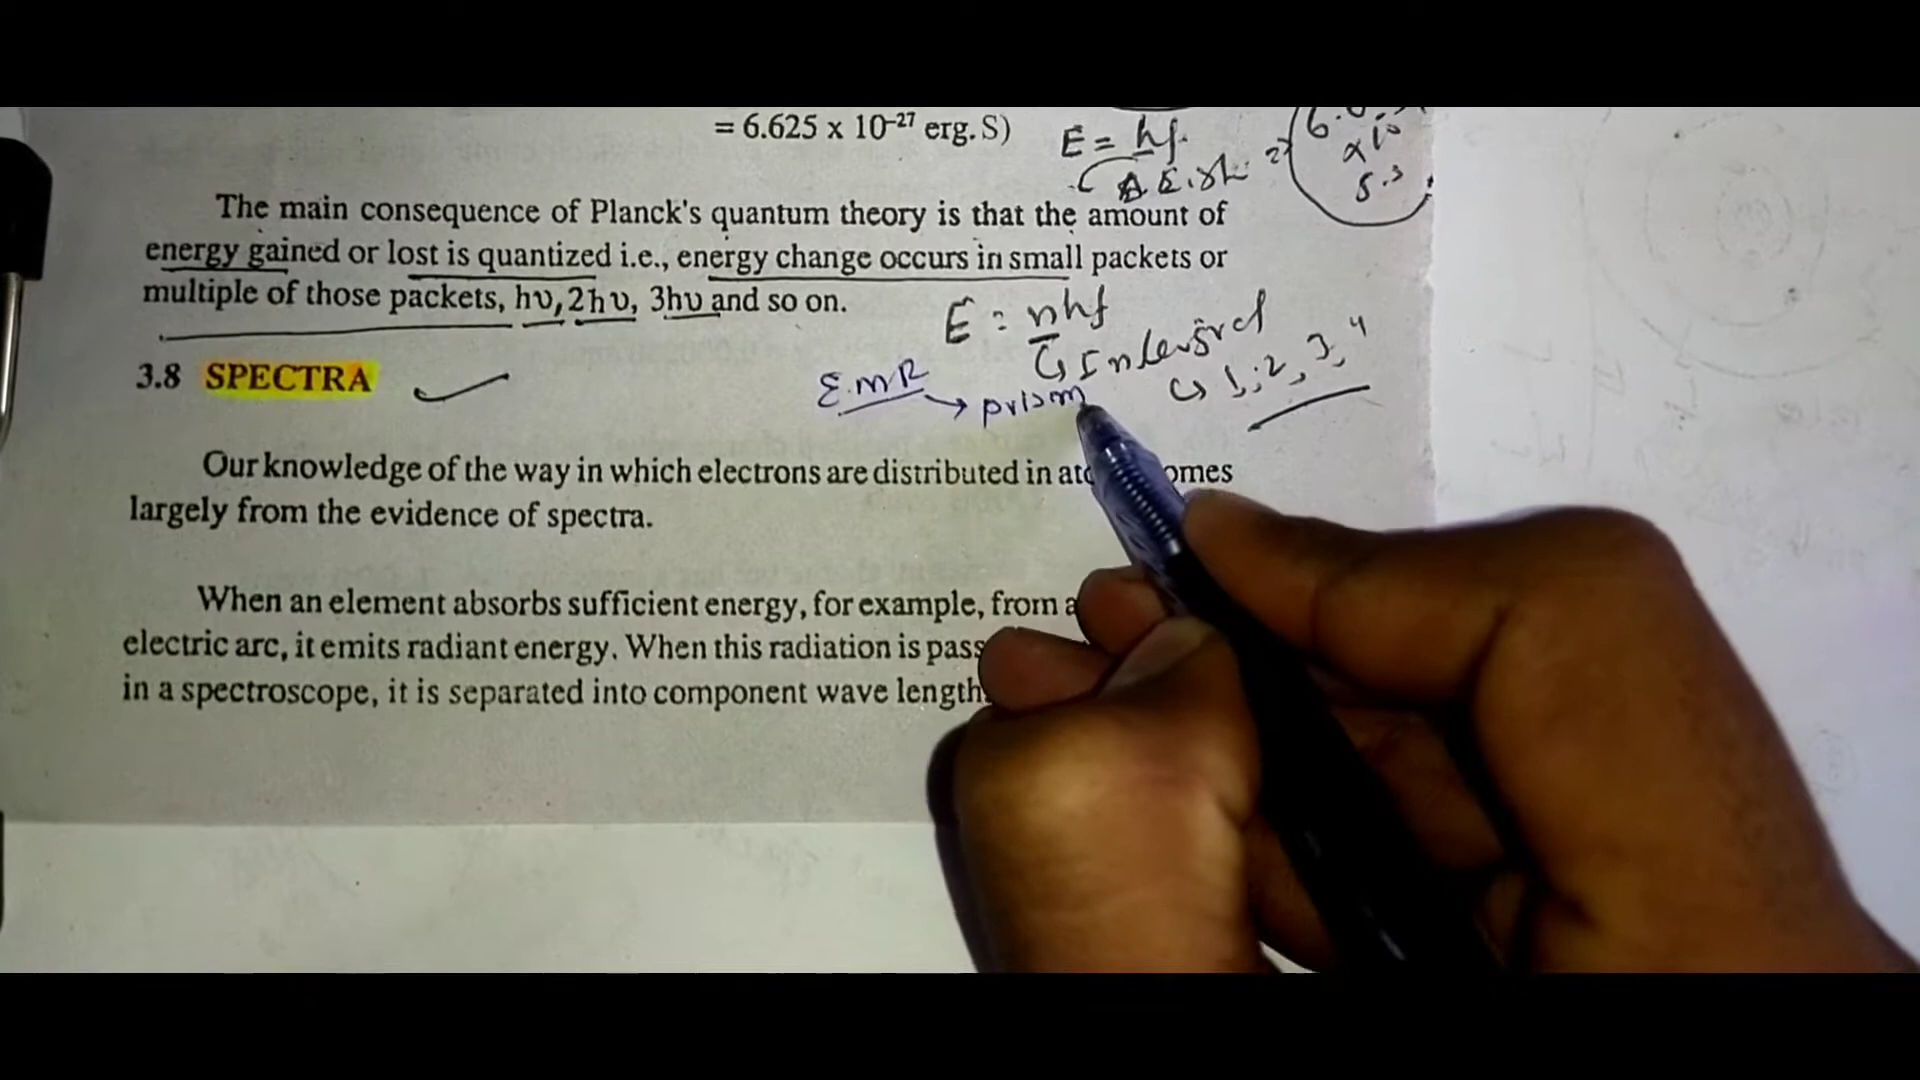 = 6.625 x 10⁻²⁷ erg. S)
E = hf
The main consequence of Planck's quantum theory is that the amount of
energy gained or lost is quantized i.e., energy change occurs in small packets or
multiple of those packets, hυ, 2hυ, 3hυ and so on.
E = nhf
1, 2, 3, 4
3.8 SPECTRA
E.M.R → prism
Our knowledge of the way in which electrons are distributed in
largely from the evidence of spectra.
When an element absorbs sufficient energy, for example, from
electric arc, it emits radiant energy. When this radiation is
in a spectroscope, it is separated into component wave